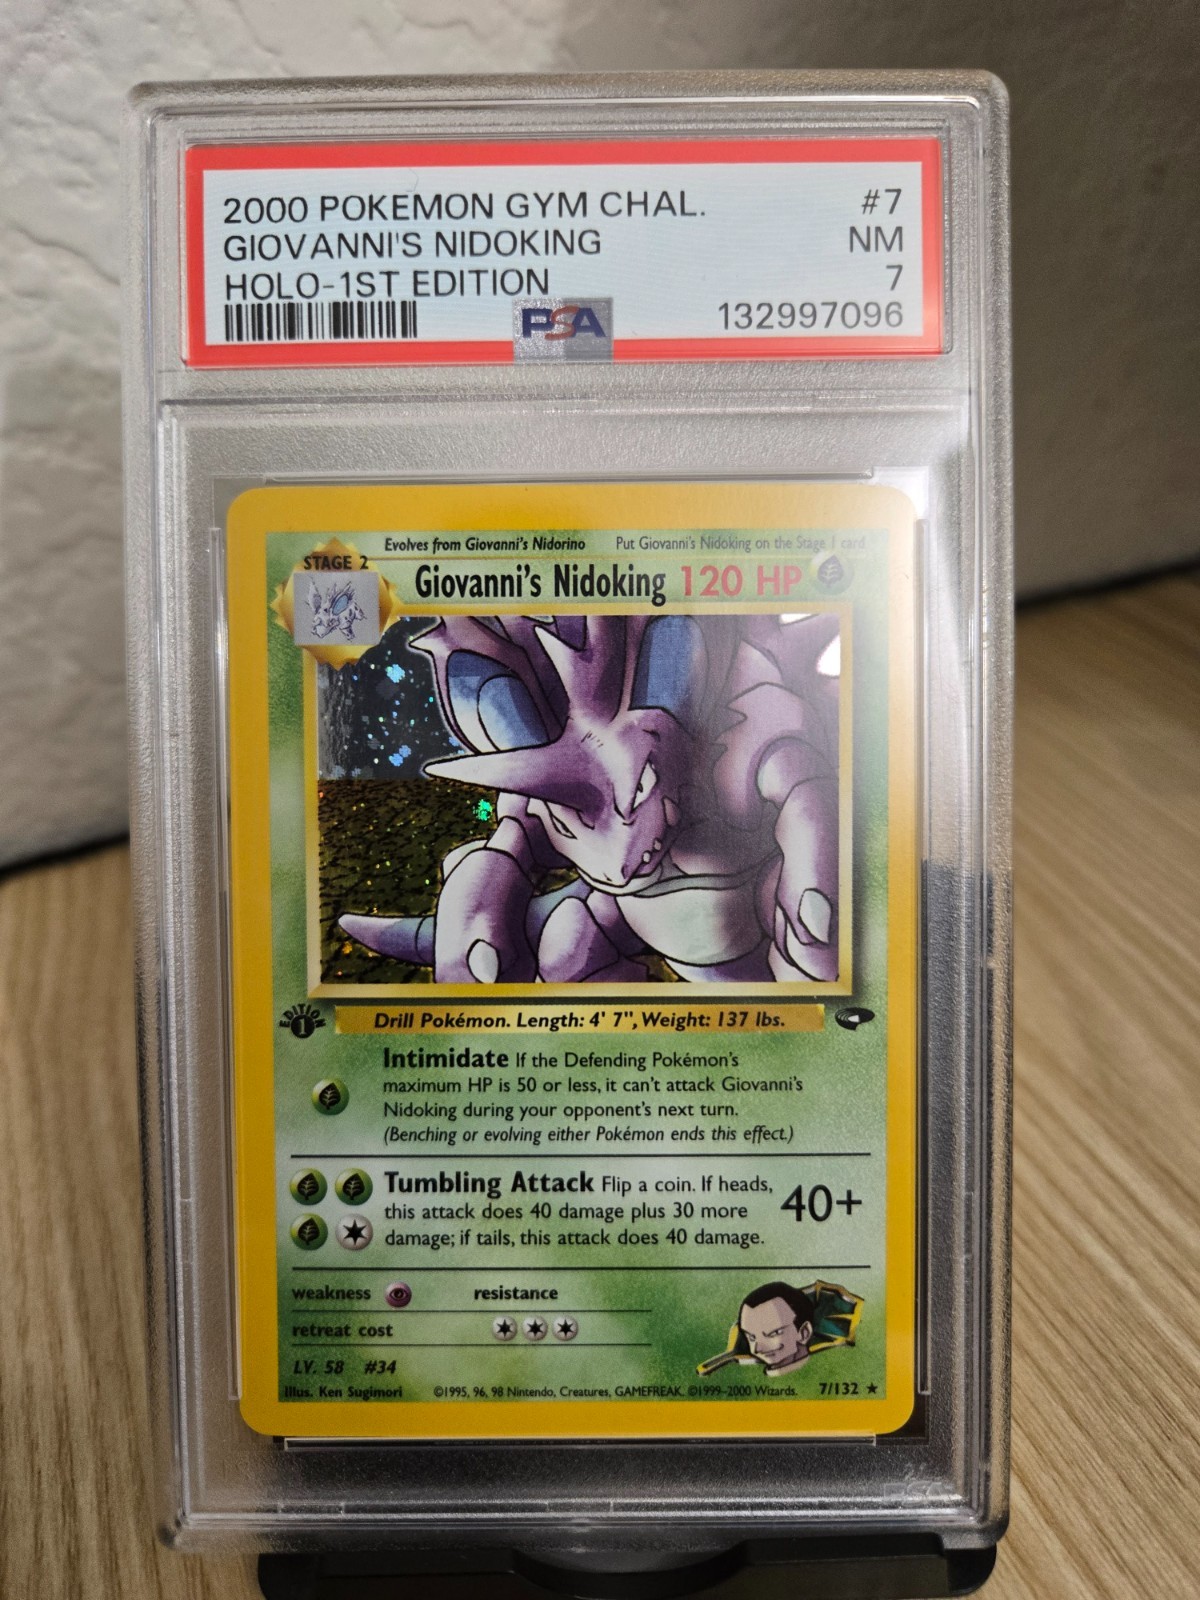 2000 POKEMON GYM CHAL. #7
GIOVANNI'S NIDOKING NM
HOLO-1ST EDITION 7
PSA 132997096
Evolves from Giovanni's Nidorino Put Giovanni's Nidoking on the Stage 1 card
STAGE 2
Giovanni's Nidoking 120 HP
EDITION 1
Drill Pokémon. Length: 4' 7", Weight: 137 lbs.
Intimidate If the Defending Pokémon's
maximum HP is 50 or less, it can't attack Giovanni's
Nidoking during your opponent's next turn.
(Benching or evolving either Pokémon ends this effect.)
Tumbling Attack Flip a coin. If heads,
this attack does 40 damage plus 30 more
damage; if tails, this attack does 40 damage.
40+
weakness resistance
retreat cost
LV. 58 #34
Illus. Ken Sugimori ©1995, 96, 98 Nintendo, Creatures, GAMEFREAK. ©1999-2000 Wizards. 7/132 ★